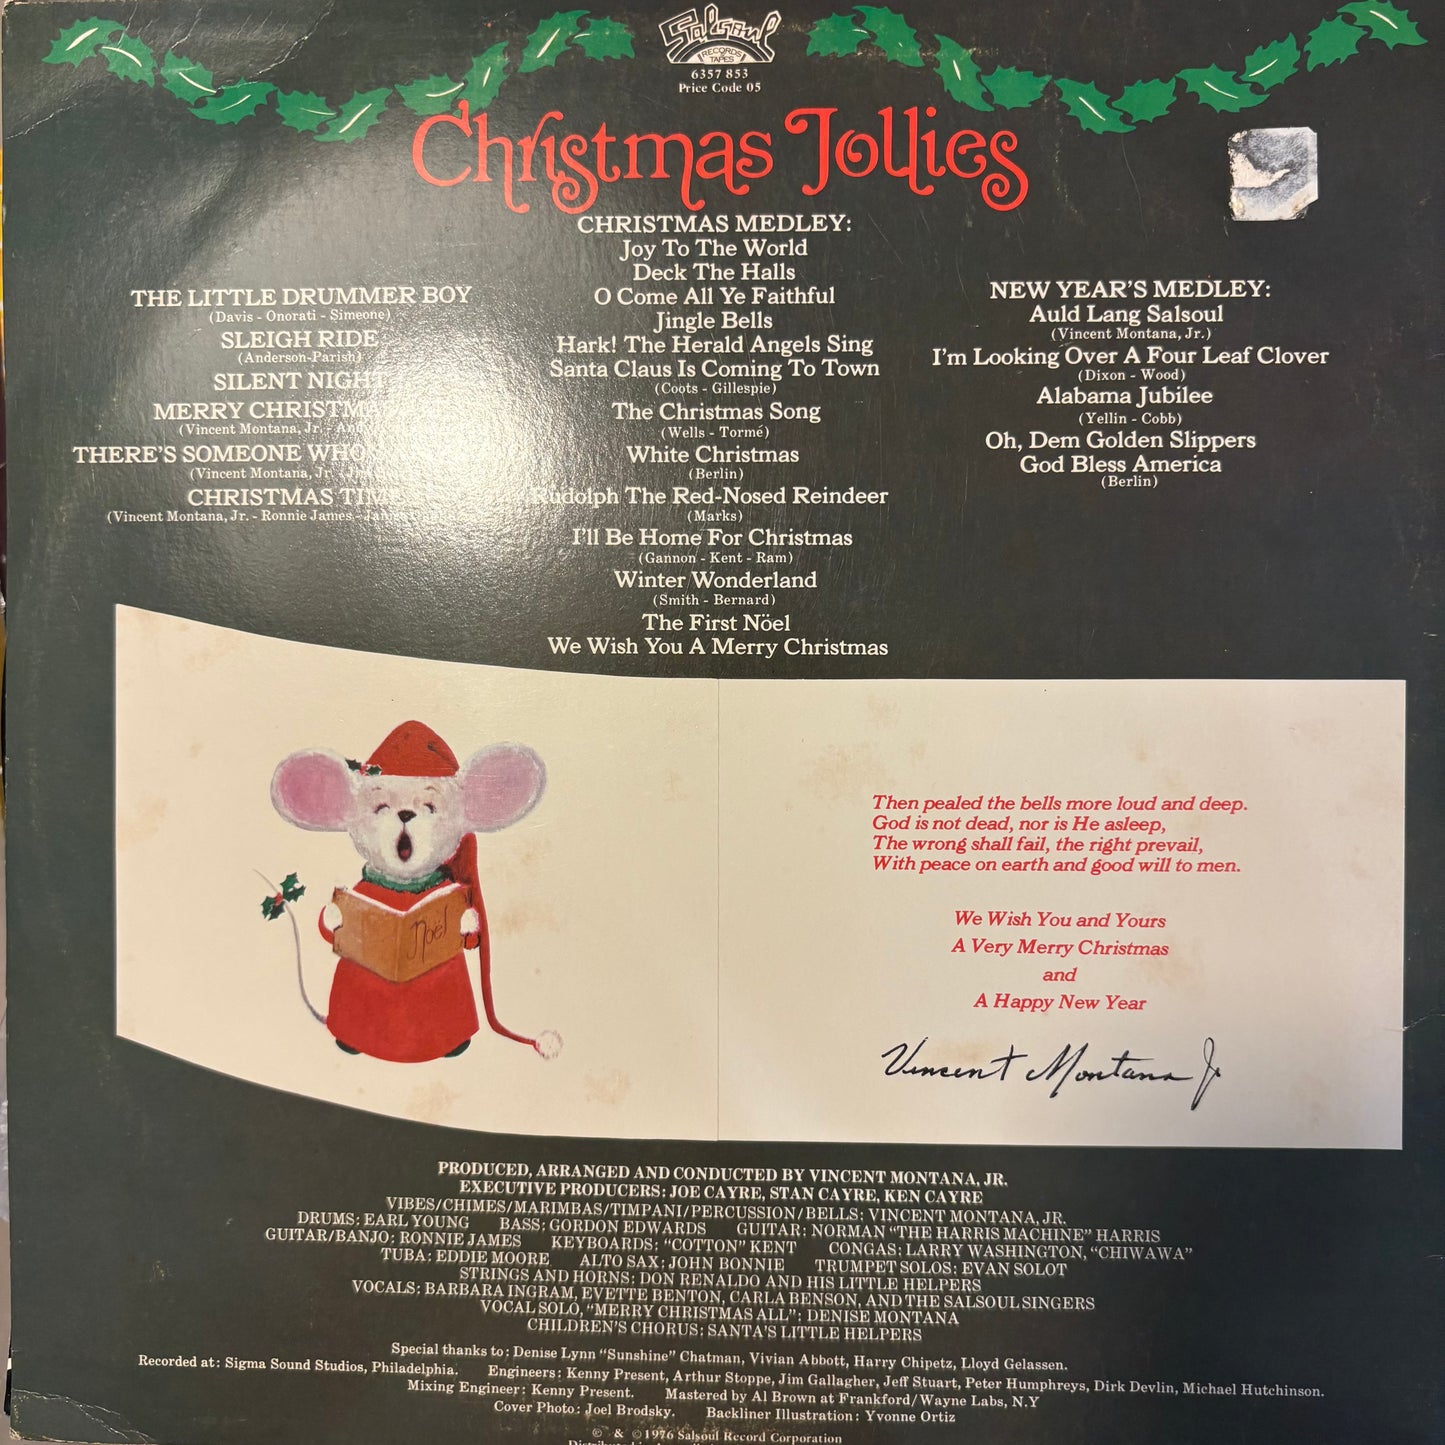 Salsoul
RECORDS
TAPES
6357 853
Price Code 05
Christmas Jollies
THE LITTLE DRUMMER BOY
(Davis - Onorati - Simeone)
SLEIGH RIDE
(Anderson-Parish)
SILENT NIGHT
MERRY CHRISTMAS
(Vincent Montana, Jr. -
THERE'S SOMEONE WHO'S
(Vincent Montana, Jr. -
CHRISTMAS TIME
(Vincent Montana, Jr. - Ronnie James -
CHRISTMAS MEDLEY:
Joy To The World
Deck The Halls
O Come All Ye Faithful
Jingle Bells
Hark! The Herald Angels Sing
Santa Claus Is Coming To Town
(Coots - Gillespie)
The Christmas Song
(Wells - Tormé)
White Christmas
(Berlin)
Rudolph The Red-Nosed Reindeer
(Marks)
I'll Be Home For Christmas
(Gannon - Kent - Ram)
Winter Wonderland
(Smith - Bernard)
The First Nöel
We Wish You A Merry Christmas
NEW YEAR'S MEDLEY:
Auld Lang Salsoul
(Vincent Montana, Jr.)
I'm Looking Over A Four Leaf Clover
(Dixon - Wood)
Alabama Jubilee
(Yellin - Cobb)
Oh, Dem Golden Slippers
God Bless America
(Berlin)
Noël
Then pealed the bells more loud and deep.
God is not dead, nor is He asleep,
The wrong shall fail, the right prevail,
With peace on earth and good will to men.
We Wish You and Yours
A Very Merry Christmas
and
A Happy New Year
Vincent Montana Jr
PRODUCED, ARRANGED AND CONDUCTED BY VINCENT MONTANA, JR.
EXECUTIVE PRODUCERS: JOE CAYRE, STAN CAYRE, KEN CAYRE
VIBES/CHIMES/MARIMBAS/TIMPANI/PERCUSSION/BELLS: VINCENT MONTANA, JR.
DRUMS: EARL YOUNG BASS: GORDON EDWARDS GUITAR: NORMAN "THE HARRIS MACHINE" HARRIS
GUITAR/BANJO: RONNIE JAMES KEYBOARDS: "COTTON" KENT CONGAS: LARRY WASHINGTON, "CHIWAWA"
TUBA: EDDIE MOORE ALTO SAX: JOHN BONNIE TRUMPET SOLOS: EVAN SOLOT
STRINGS AND HORNS: DON RENALDO AND HIS LITTLE HELPERS
VOCALS: BARBARA INGRAM, EVETTE BENTON, CARLA BENSON, AND THE SALSOUL SINGERS
VOCAL SOLO, "MERRY CHRISTMAS ALL": DENISE MONTANA
CHILDREN'S CHORUS: SANTA'S LITTLE HELPERS
Special thanks to: Denise Lynn "Sunshine" Chatman, Vivian Abbott, Harry Chipetz, Lloyd Gelassen.
Recorded at: Sigma Sound Studios, Philadelphia. Engineers: Kenny Present, Arthur Stoppe, Jim Gallagher, Jeff Stuart, Peter Humphreys, Dirk Devlin, Michael Hutchinson.
Mixing Engineer: Kenny Present. Mastered by Al Brown at Frankford/Wayne Labs, N.Y
Cover Photo: Joel Brodsky. Backliner Illustration: Yvonne Ortiz
℗ & © 1976 Salsoul Record Corporation